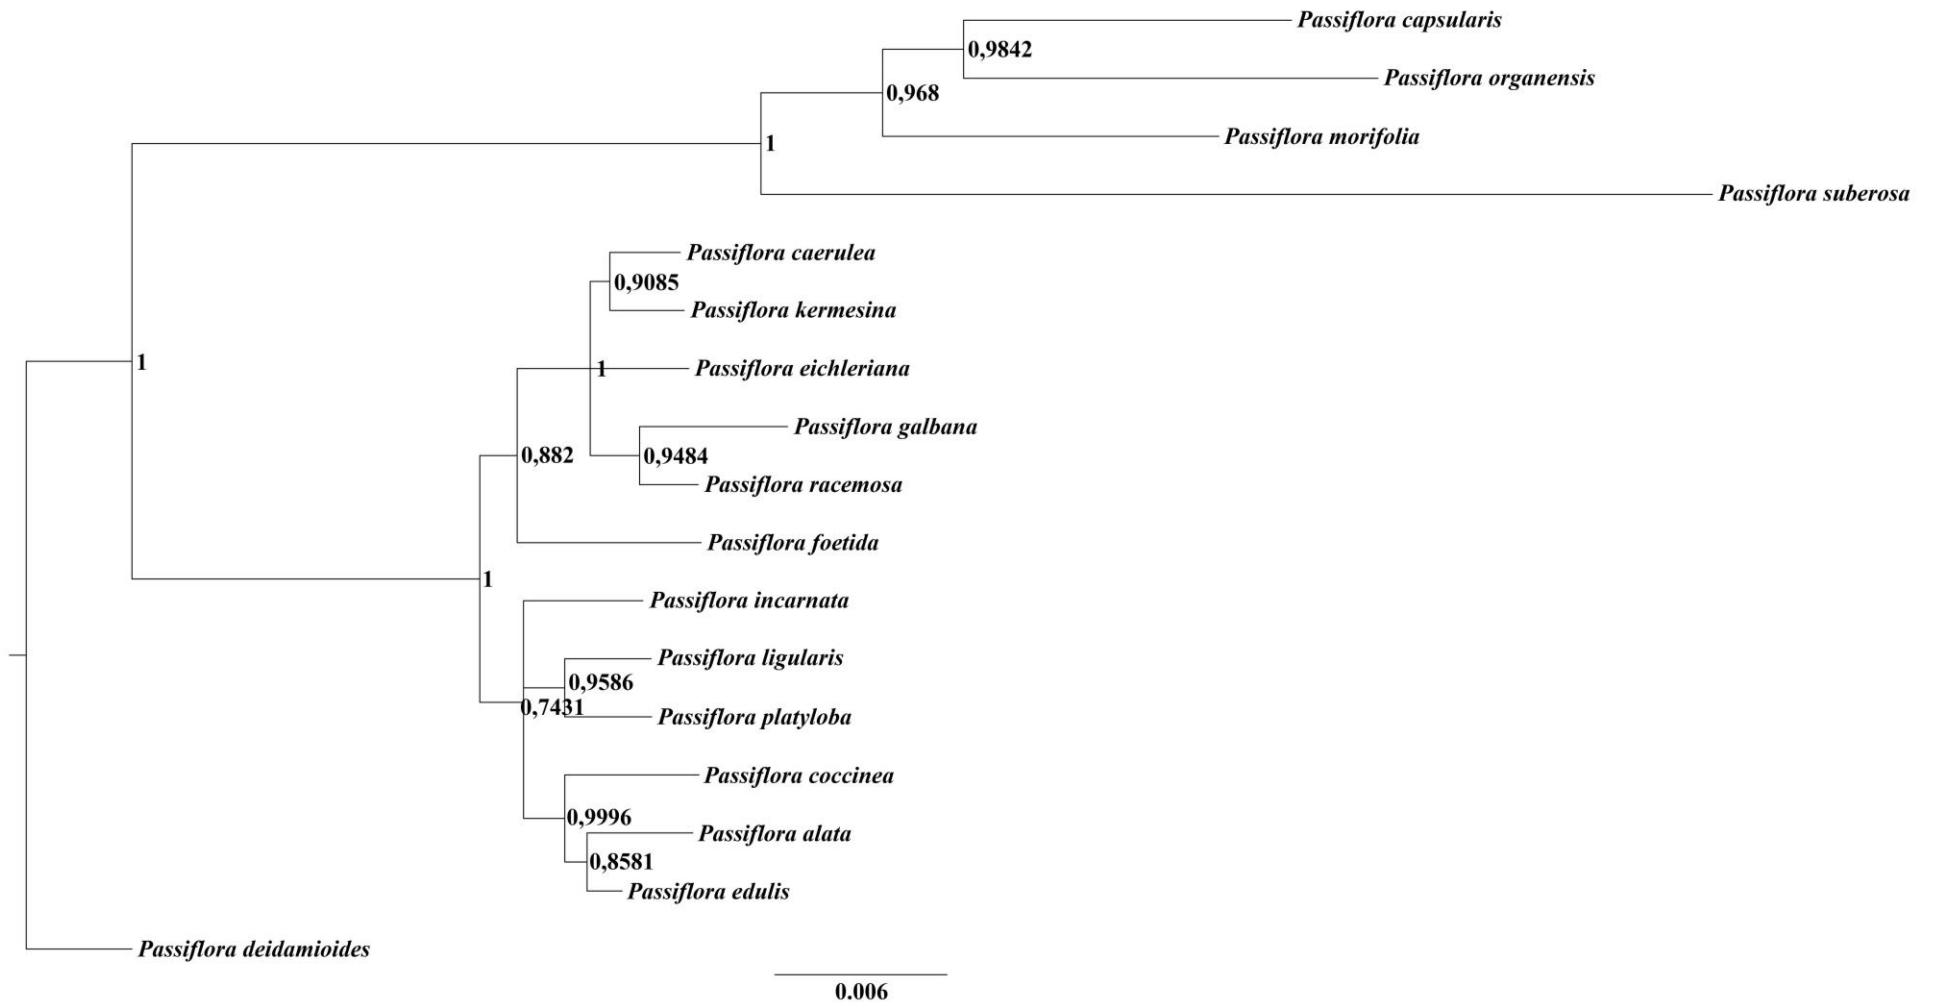 Passiflora capsularis
0,9842
Passiflora organensis
0,968
Passiflora morifolia
1
Passiflora suberosa
Passiflora caerulea
0,9085
Passiflora kermesina
1
1
Passiflora eichleriana
Passiflora galbana
0,882
0,9484
Passiflora racemosa
Passiflora foetida
1
Passiflora incarnata
Passiflora ligularis
0,9586
0,7431
Passiflora platyloba
Passiflora coccinea
0,9996
Passiflora alata
0,8581
Passiflora edulis
Passiflora deidamioides
0.006